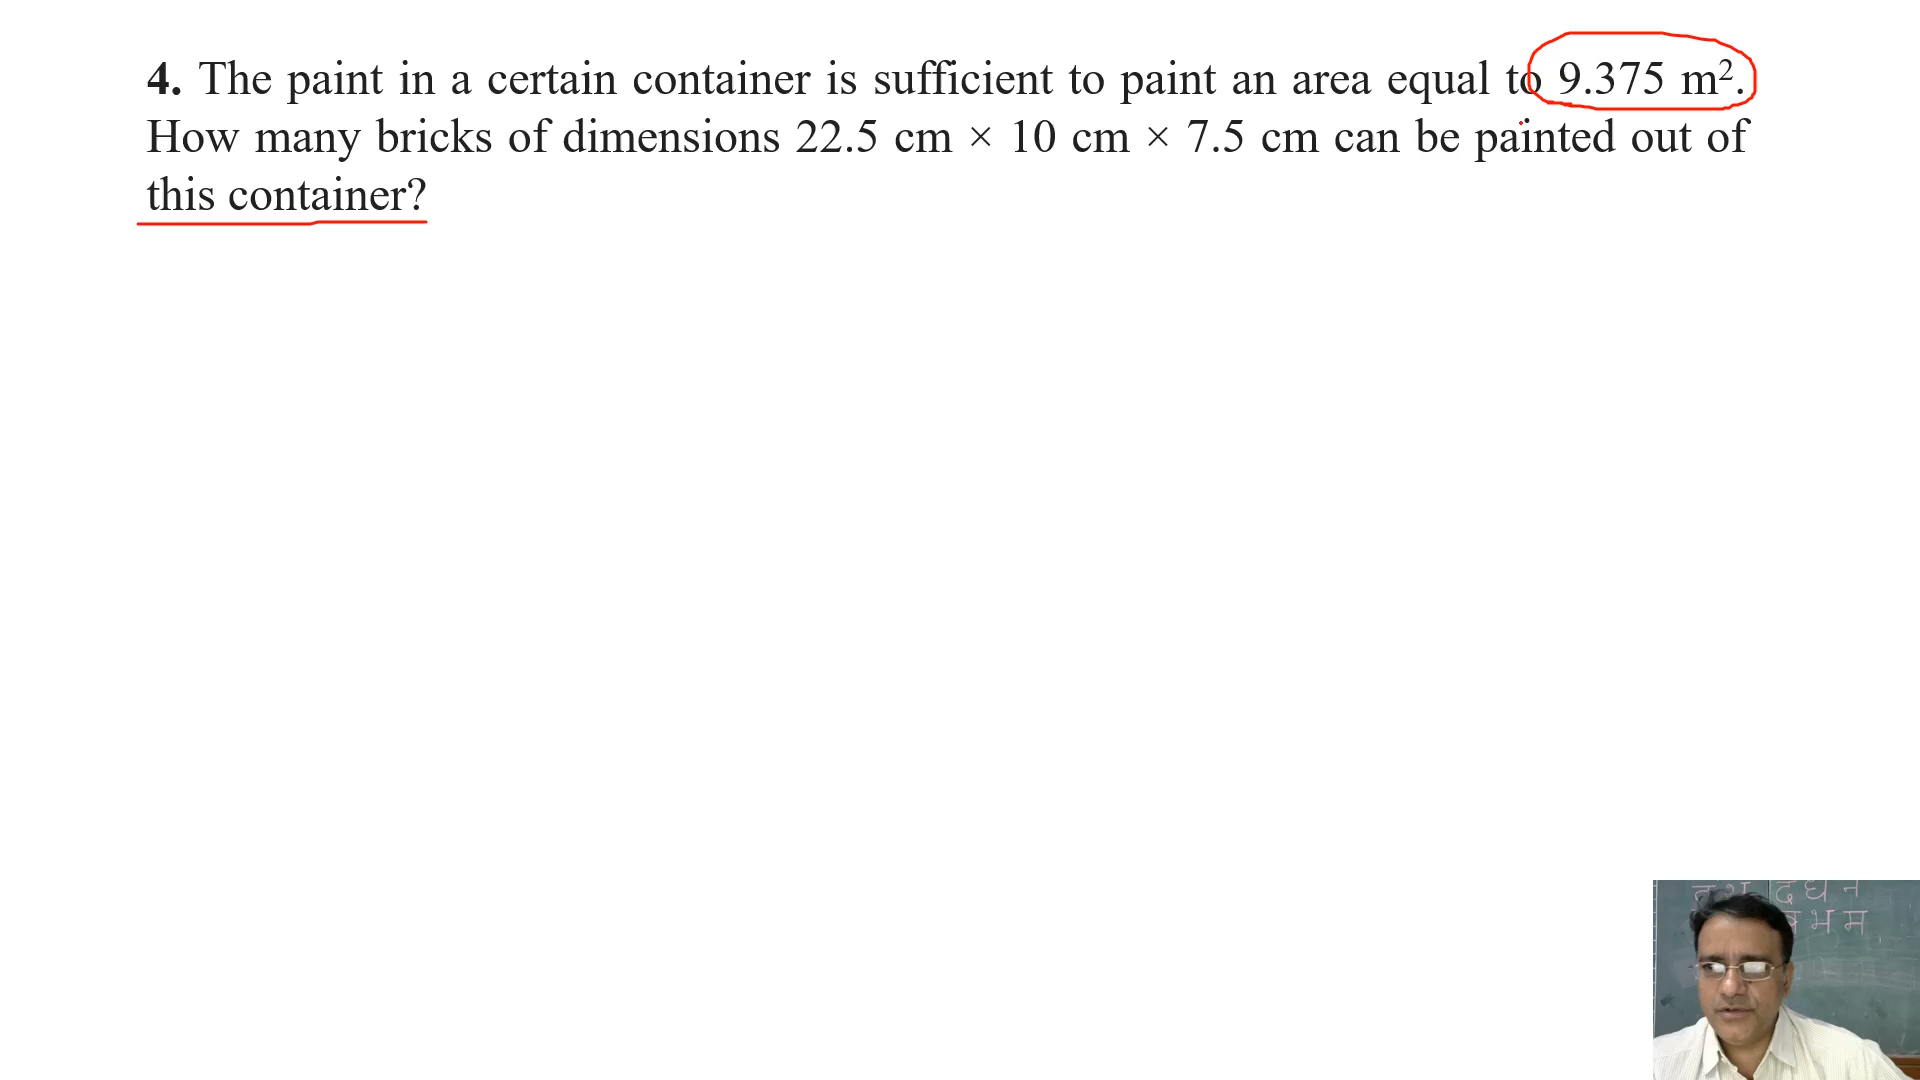 4. The paint in a certain container is sufficient to paint an area equal to 9.375 m².
How many bricks of dimensions 22.5 cm × 10 cm × 7.5 cm can be painted out of
this container?
द ध न
भ म